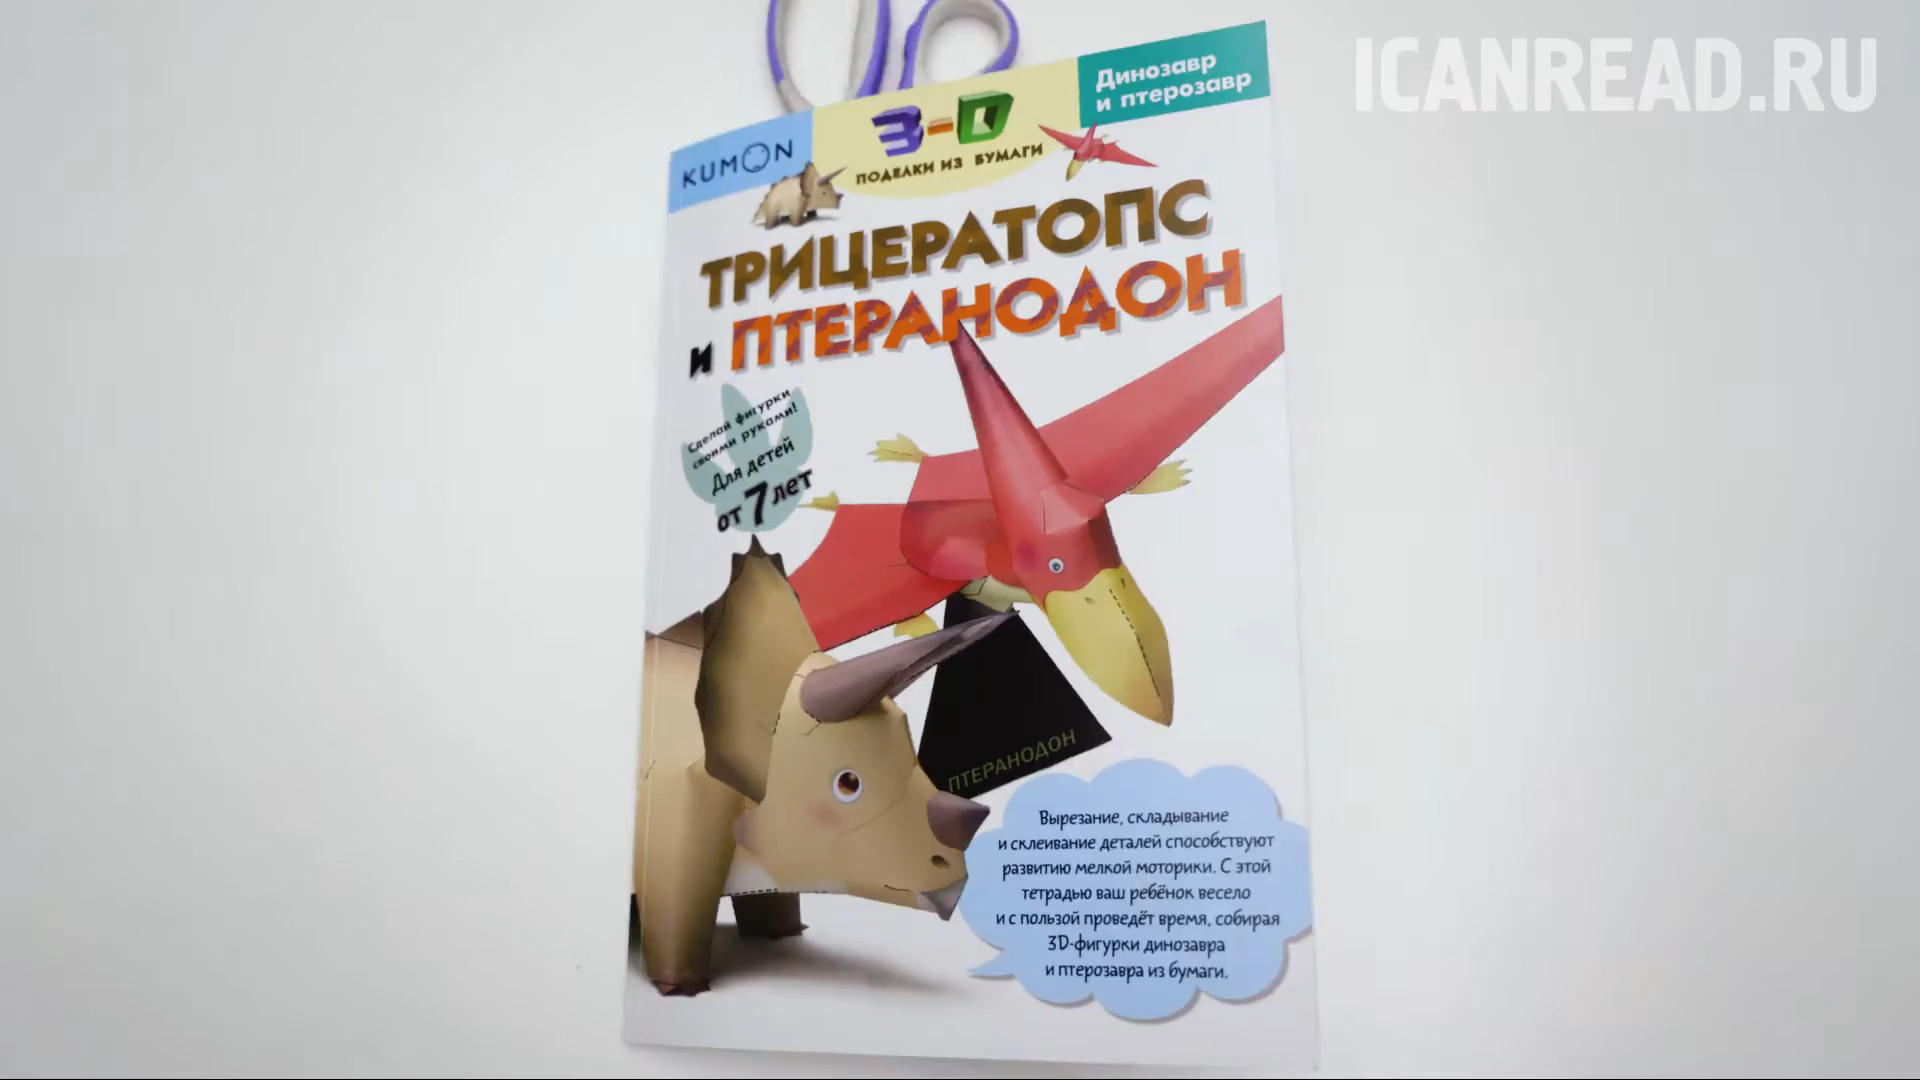 ICANREAD.RU
KUMON
3-D
ПОДЕЛКИ ИЗ БУМАГИ
Динозавр
и птерозавр
ТРИЦЕРАТОПС
и ПТЕРАНОДОН
Сделай фигурки
своими руками!
Для детей
от 7 лет
ПТЕРАНОДОН
Вырезание, складывание
и склеивание деталей способствуют
развитию мелкой моторики. С этой
тетрадью ваш ребёнок весело
и с пользой проведёт время, собирая
3D-фигурки динозавра
и птерозавра из бумаги.